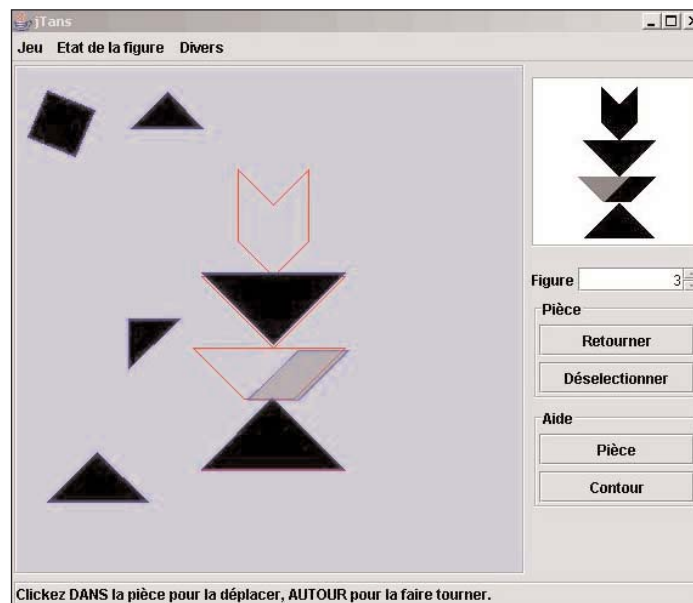 jTans
Jeu Etat de la figure Divers
Figure 3
Pièce
Retourner
Déselectionner
Aide
Pièce
Contour
Clickez DANS la pièce pour la déplacer, AUTOUR pour la faire tourner.